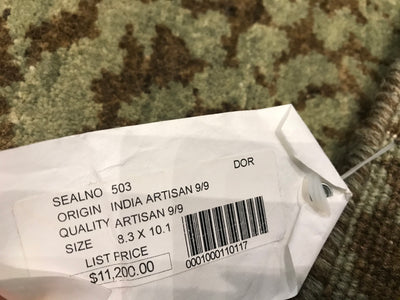 DOR
SEALNO 503
ORIGIN INDIA ARTISAN 9/9
QUALITY ARTISAN 9/9
SIZE 8.3 X 10.1
LIST PRICE
$11,200.00
0001000110117